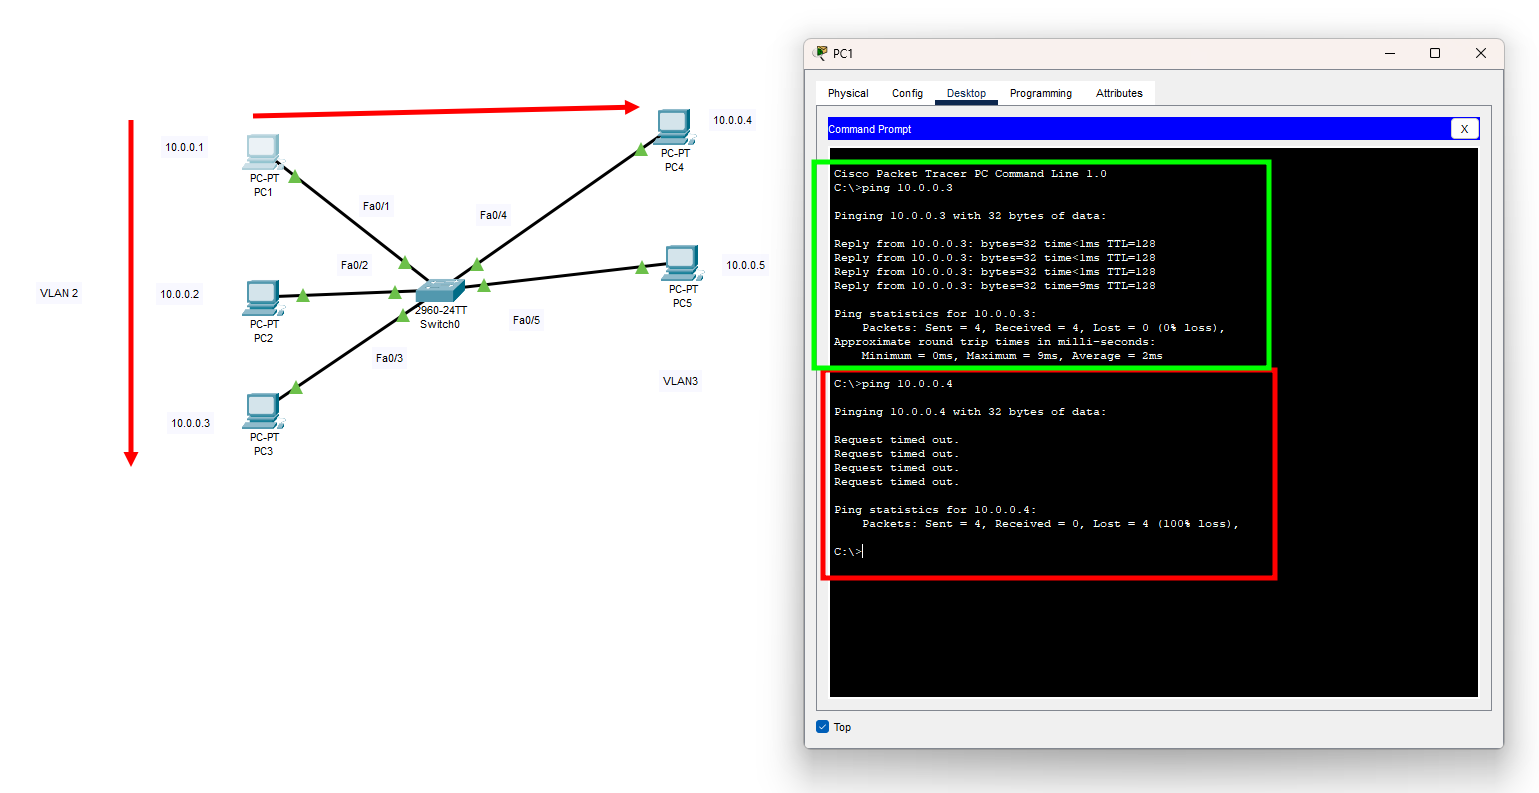 10.0.0.1
PC-PT
PC1
Fa0/1
Fa0/2
VLAN 2
10.0.0.2
PC-PT
PC2
2960-24TT
Switch0
Fa0/3
10.0.0.3
PC-PT
PC3
10.0.0.4
PC-PT
PC4
Fa0/4
10.0.0.5
PC-PT
PC5
Fa0/5
VLAN3
PC1
Physical Config Desktop Programming Attributes
Command Prompt X
Cisco Packet Tracer PC Command Line 1.0
C:\>ping 10.0.0.3
Pinging 10.0.0.3 with 32 bytes of data:
Reply from 10.0.0.3: bytes=32 time<1ms TTL=128
Reply from 10.0.0.3: bytes=32 time<1ms TTL=128
Reply from 10.0.0.3: bytes=32 time<1ms TTL=128
Reply from 10.0.0.3: bytes=32 time=9ms TTL=128
Ping statistics for 10.0.0.3:
Packets: Sent = 4, Received = 4, Lost = 0 (0% loss),
Approximate round trip times in milli-seconds:
Minimum = 0ms, Maximum = 9ms, Average = 2ms
C:\>ping 10.0.0.4
Pinging 10.0.0.4 with 32 bytes of data:
Request timed out.
Request timed out.
Request timed out.
Request timed out.
Ping statistics for 10.0.0.4:
Packets: Sent = 4, Received = 0, Lost = 4 (100% loss),
C:\>
Top